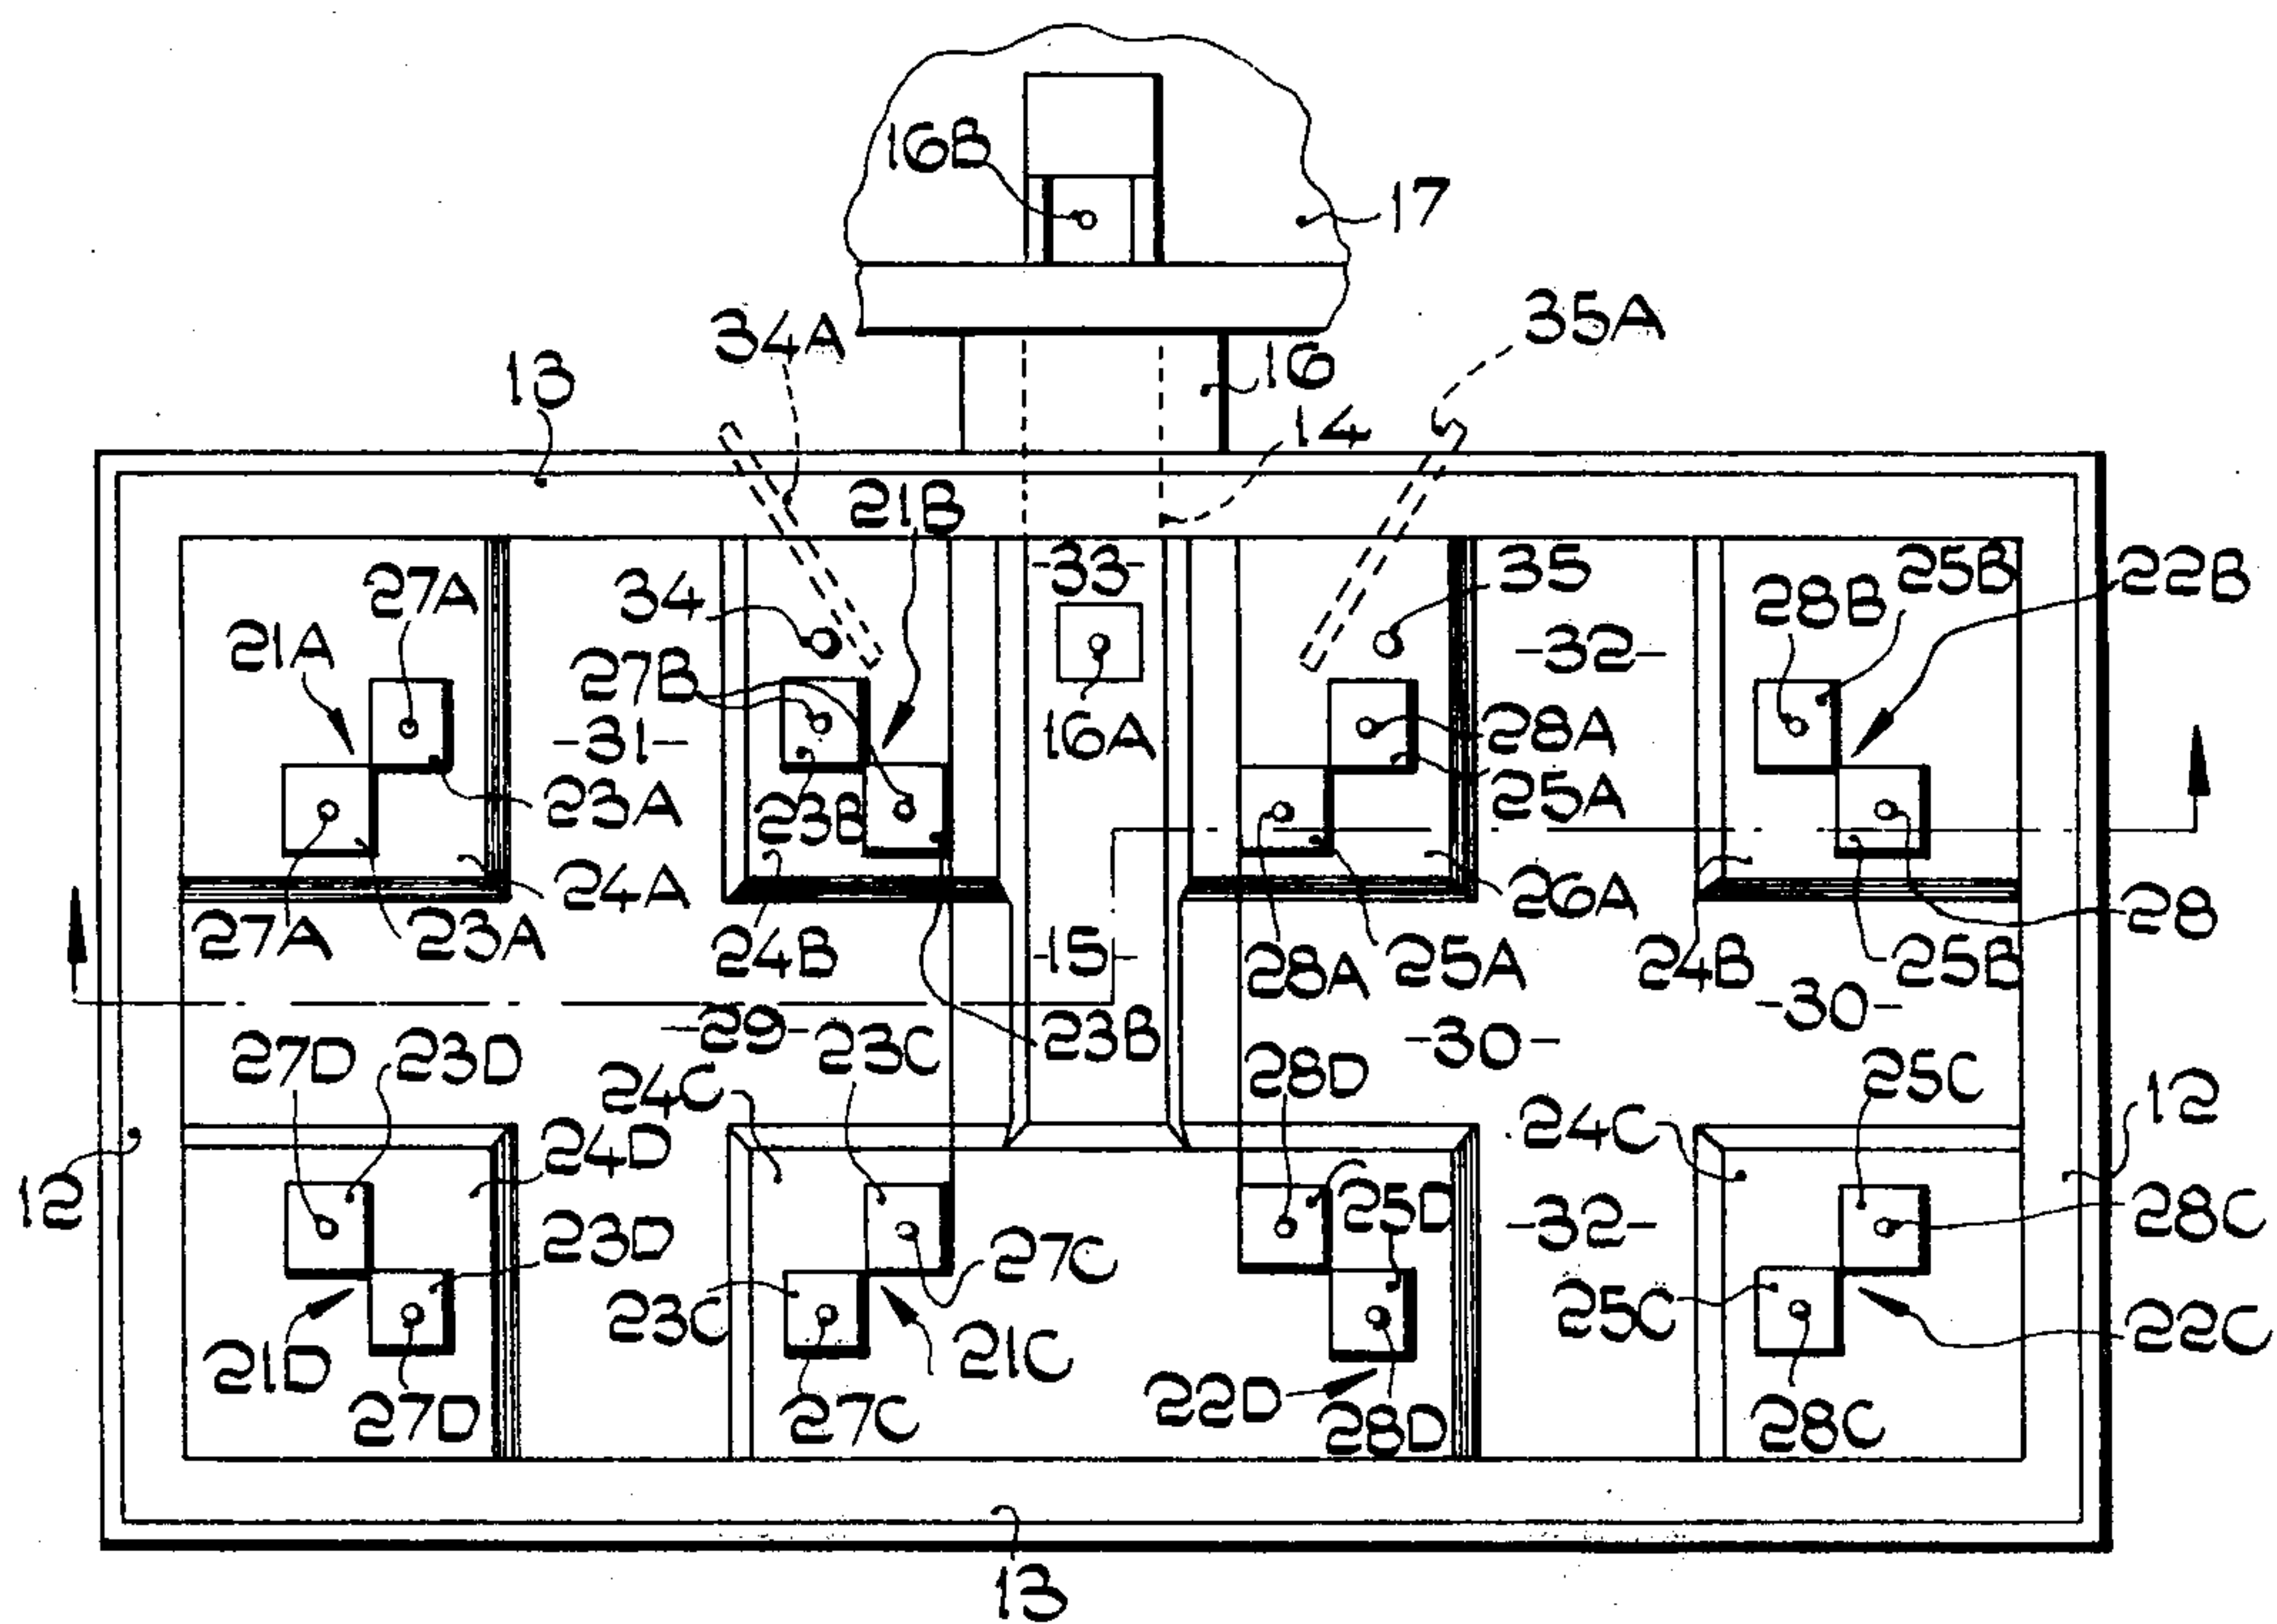 16B
17
34A
35A
13
16
14
21B
-33-
27A
34
35
25B
22B
28B
21A
27B
-32-
-31-
16A
28A
23A
23B
25A
24A
26A
27A
23A
24B
-15-
28A
25A
24B
25B
28
-30-
-29-
23C
23B
-30-
27D
23D
24C
28D
25C
12
24D
24C
12
23D
27C
25D
-32-
28C
23C
25C
21D
21C
22C
27D
27C
22D
28D
28C
13